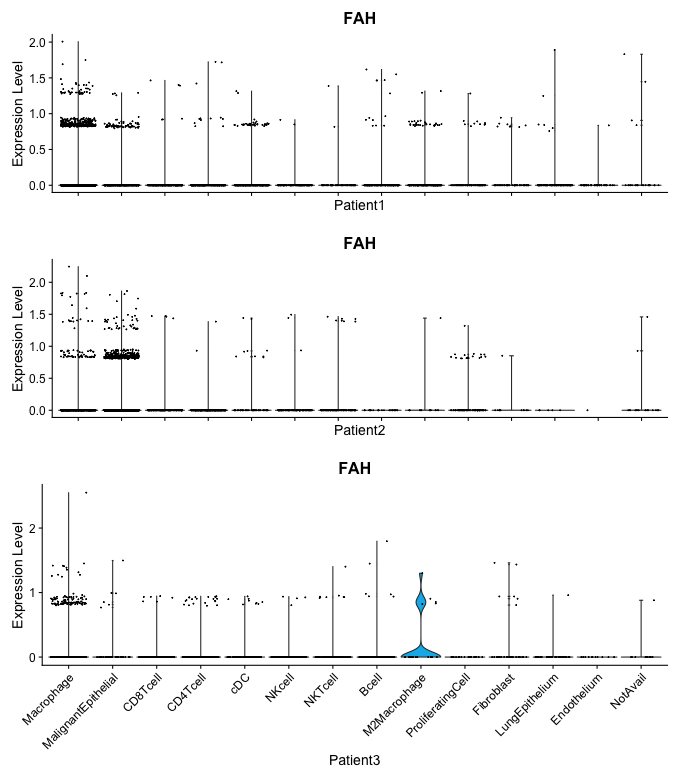 FAH
Expression Level
2.0
1.5
1.0
0.5
0.0
Patient1
FAH
Expression Level
2.0
1.5
1.0
0.5
0.0
Patient2
FAH
Expression Level
2
1
0
Macrophage
MalignantEpithelial
CD8Tcell
CD4Tcell
cDC
NKcell
NKTcell
Bcell
M2Macrophage
ProliferatingCell
Fibroblast
LungEpithelium
Endothelium
NotAvail
Patient3